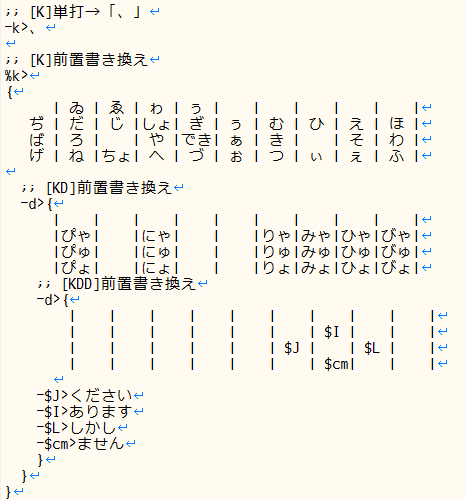 ;; [K]単打→「、」
-k>、
;; [K]前置書き換え
%k>
{
| ゐ | ゑ | ゎ | ぅ | | | | | |
ぢ | だ | じ |しょ| ぎ | ぅ | む | ひ | え | ほ |
ぱ | ろ | | や |でき| ぁ | き | | そ | わ |
げ | ね |ちょ| へ | づ | ぉ | つ | ぃ | ぇ | ふ |
;; [KD]前置書き換え
-d>{
| | | | | | | | | |
|ぴゃ| |にゃ| | |りゃ|みゃ|ひゃ|びゃ|
|ぴゅ| |にゅ| | |りゅ|みゅ|ひゅ|びゅ|
|ぴょ| |にょ| | |りょ|みょ|ひょ|びょ|
;; [KDD]前置書き換え
-d>{
| | | | | | | | | |
| | | | | | | $I | | |
| | | | | | $J | | $L | |
| | | | | | | $cm| | |
-$J>ください
-$I>あります
-$L>しかし
-$cm>ません
}
}
}